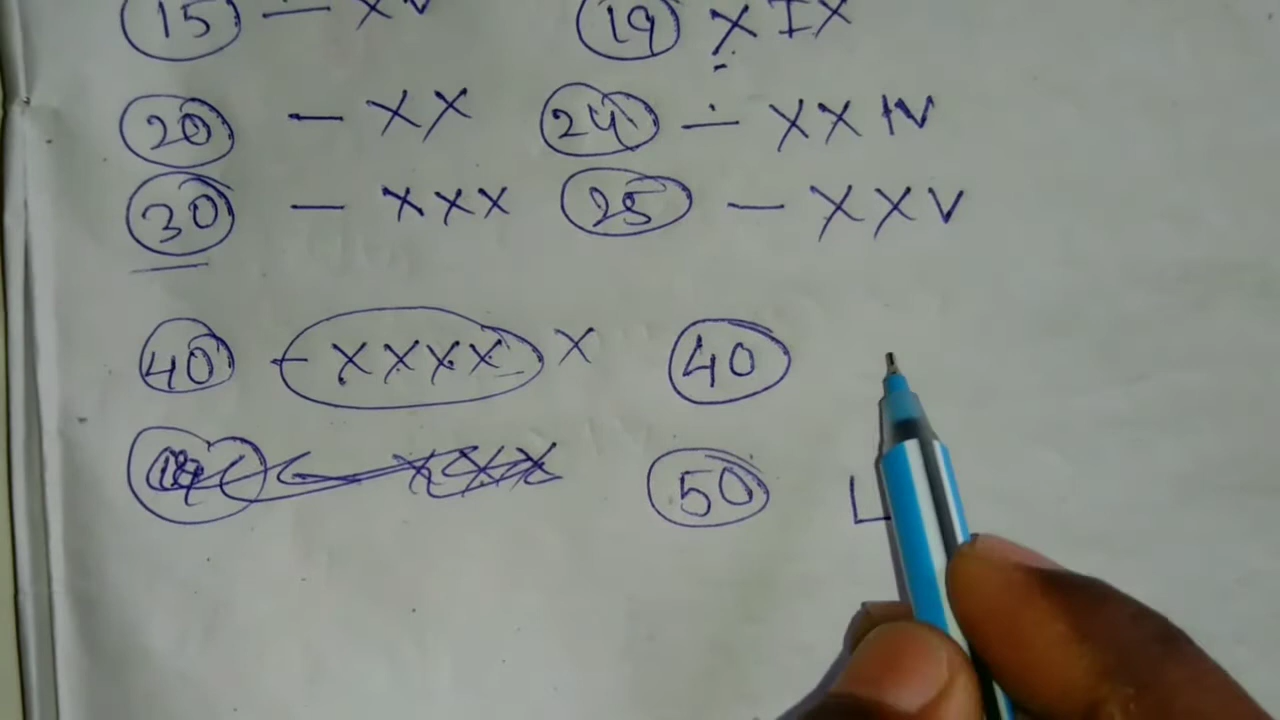 15 - XV 19 XIX
20 - XX 24 - XXIV
30 - XXX 25 - XXV
40 - XXXX X 40
50 L